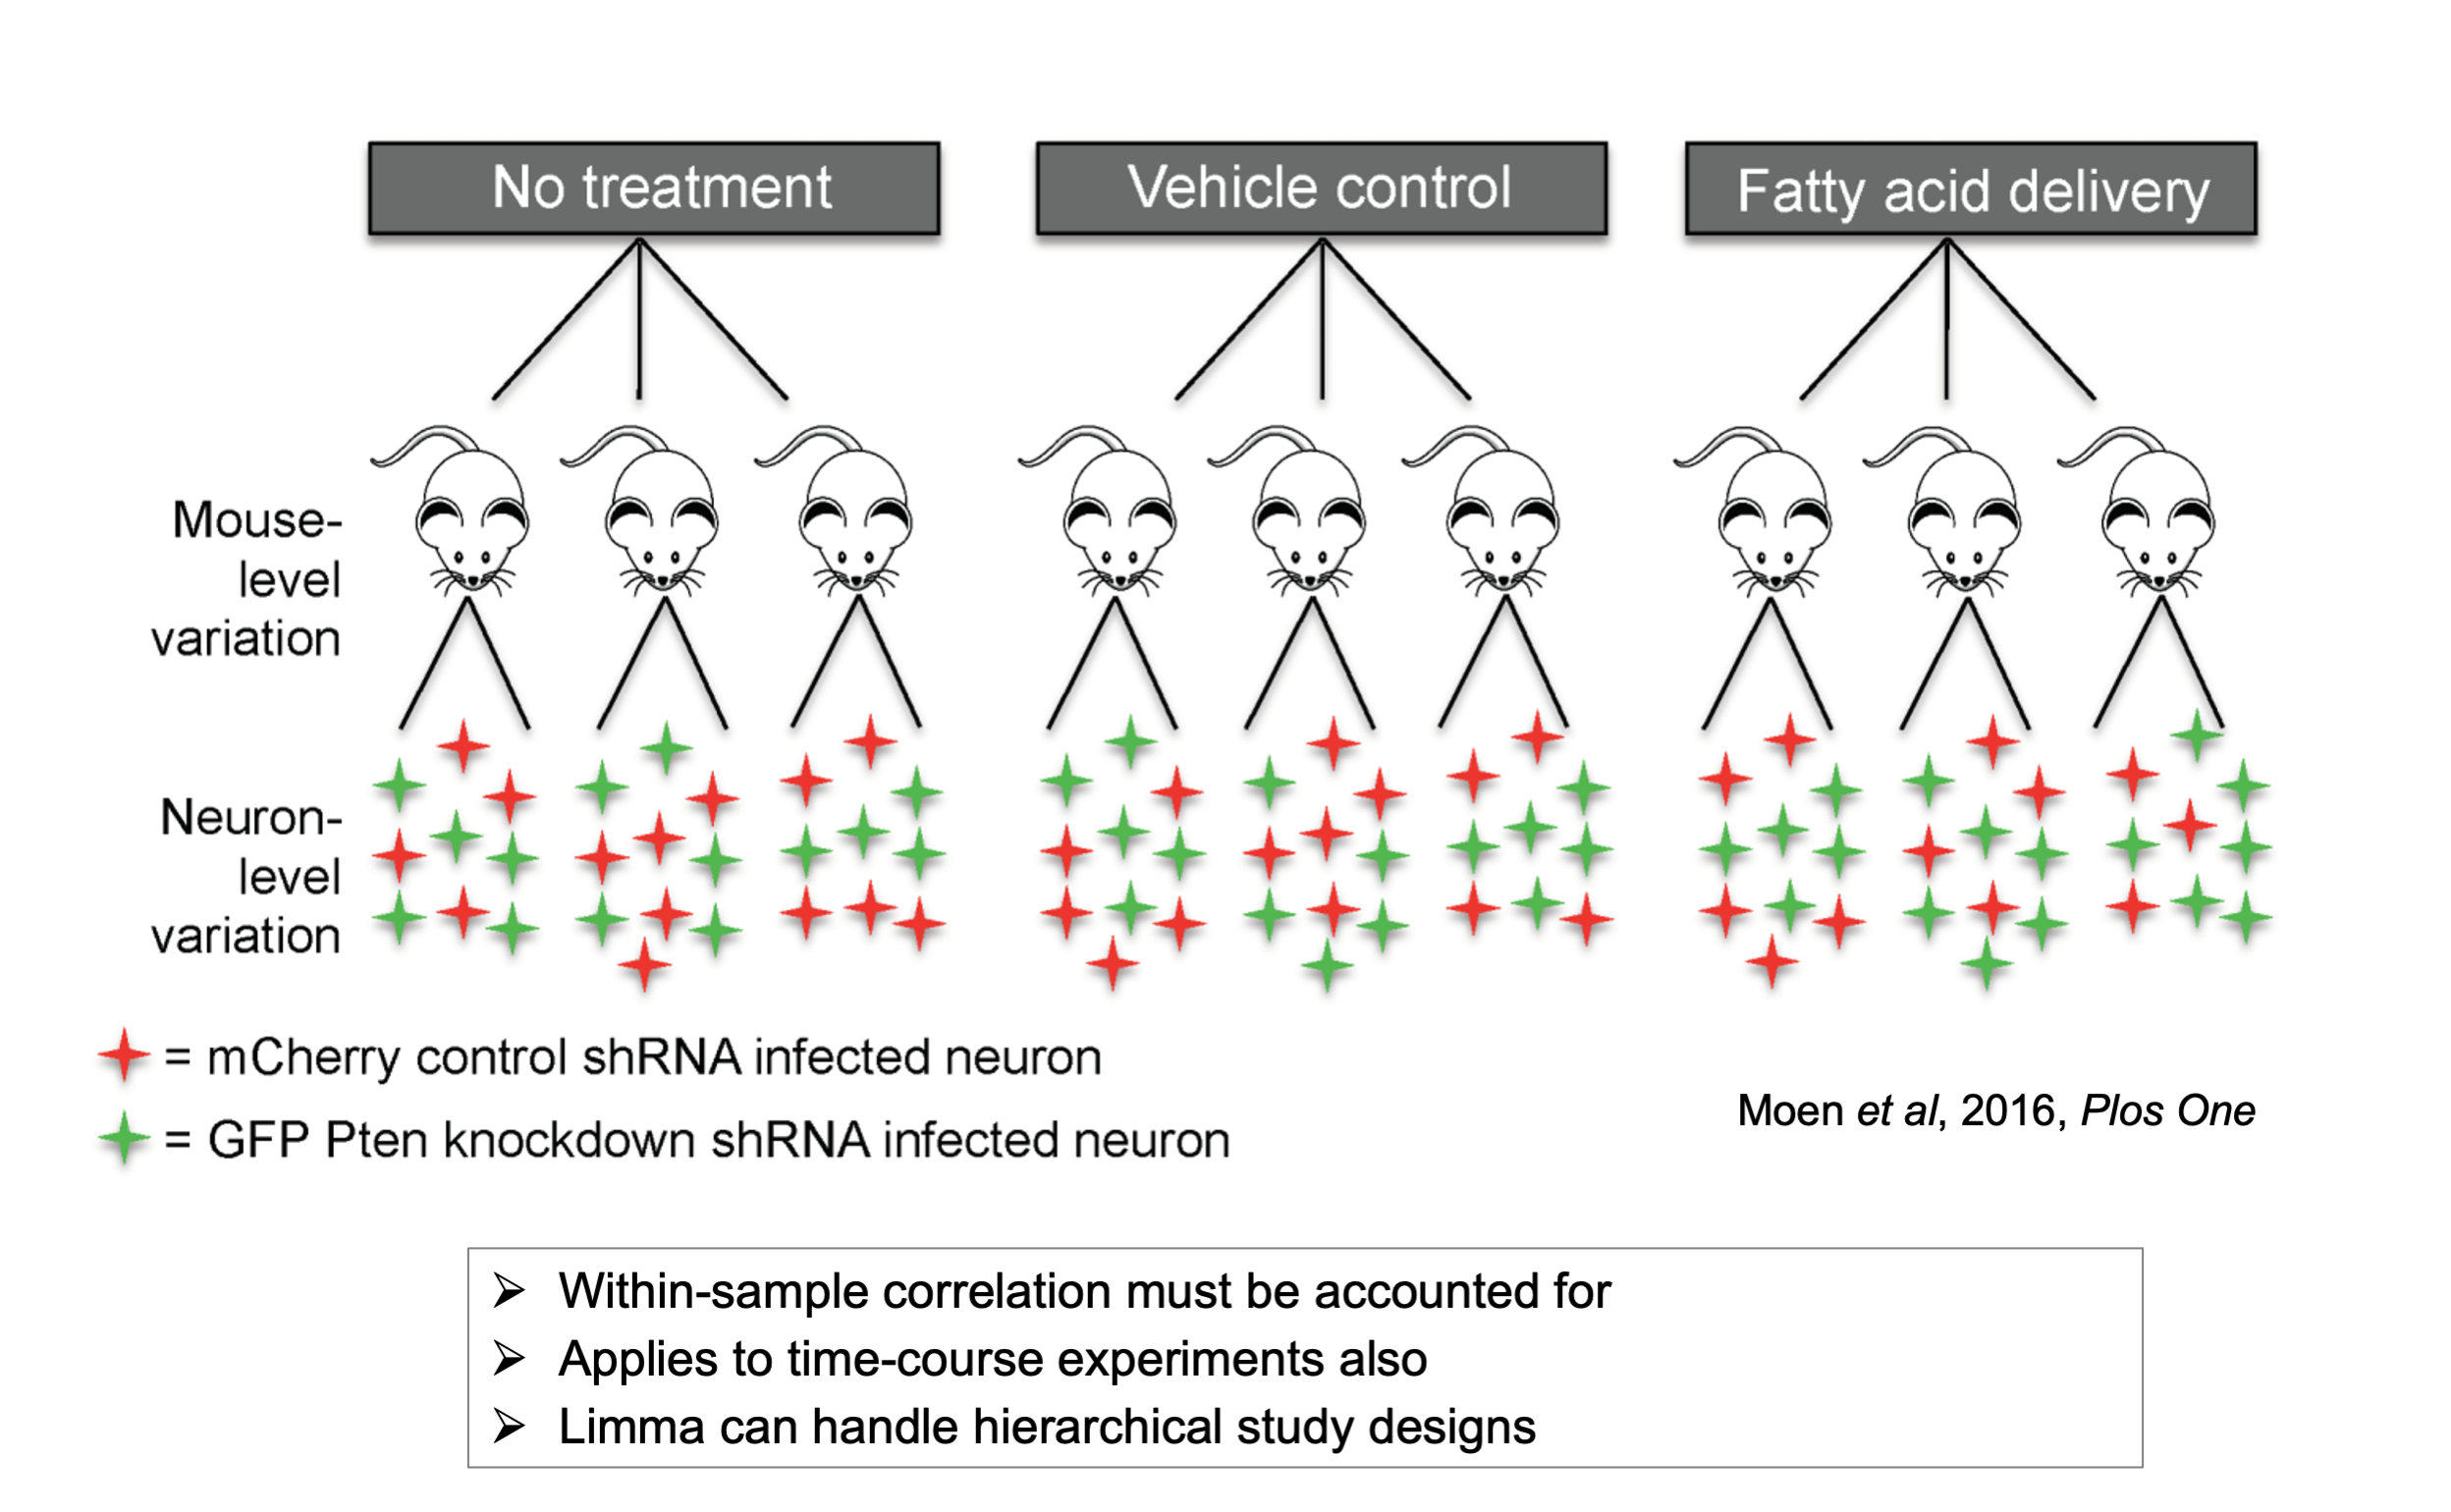 No treatment
Vehicle control
Fatty acid delivery
Mouse-
level
variation
Neuron-
level
variation
= mCherry control shRNA infected neuron
= GFP Pten knockdown shRNA infected neuron
Moen et al, 2016, Plos One
➢ Within-sample correlation must be accounted for
➢ Applies to time-course experiments also
➢ Limma can handle hierarchical study designs